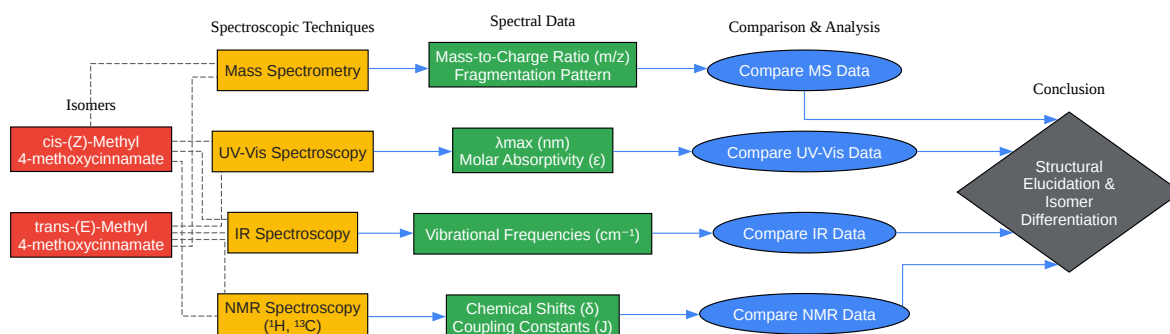 Spectroscopic Techniques
Spectral Data
Comparison & Analysis
Mass Spectrometry
Mass-to-Charge Ratio (m/z)
Fragmentation Pattern
Compare MS Data
Isomers
Conclusion
cis-(Z)-Methyl
4-methoxycinnamate
UV-Vis Spectroscopy
λmax (nm)
Molar Absorptivity (ε)
Compare UV-Vis Data
Structural
Elucidation &
Isomer
Differentiation
trans-(E)-Methyl
4-methoxycinnamate
IR Spectroscopy
Vibrational Frequencies (cm⁻¹)
Compare IR Data
NMR Spectroscopy
(¹H, ¹³C)
Chemical Shifts (δ)
Coupling Constants (J)
Compare NMR Data